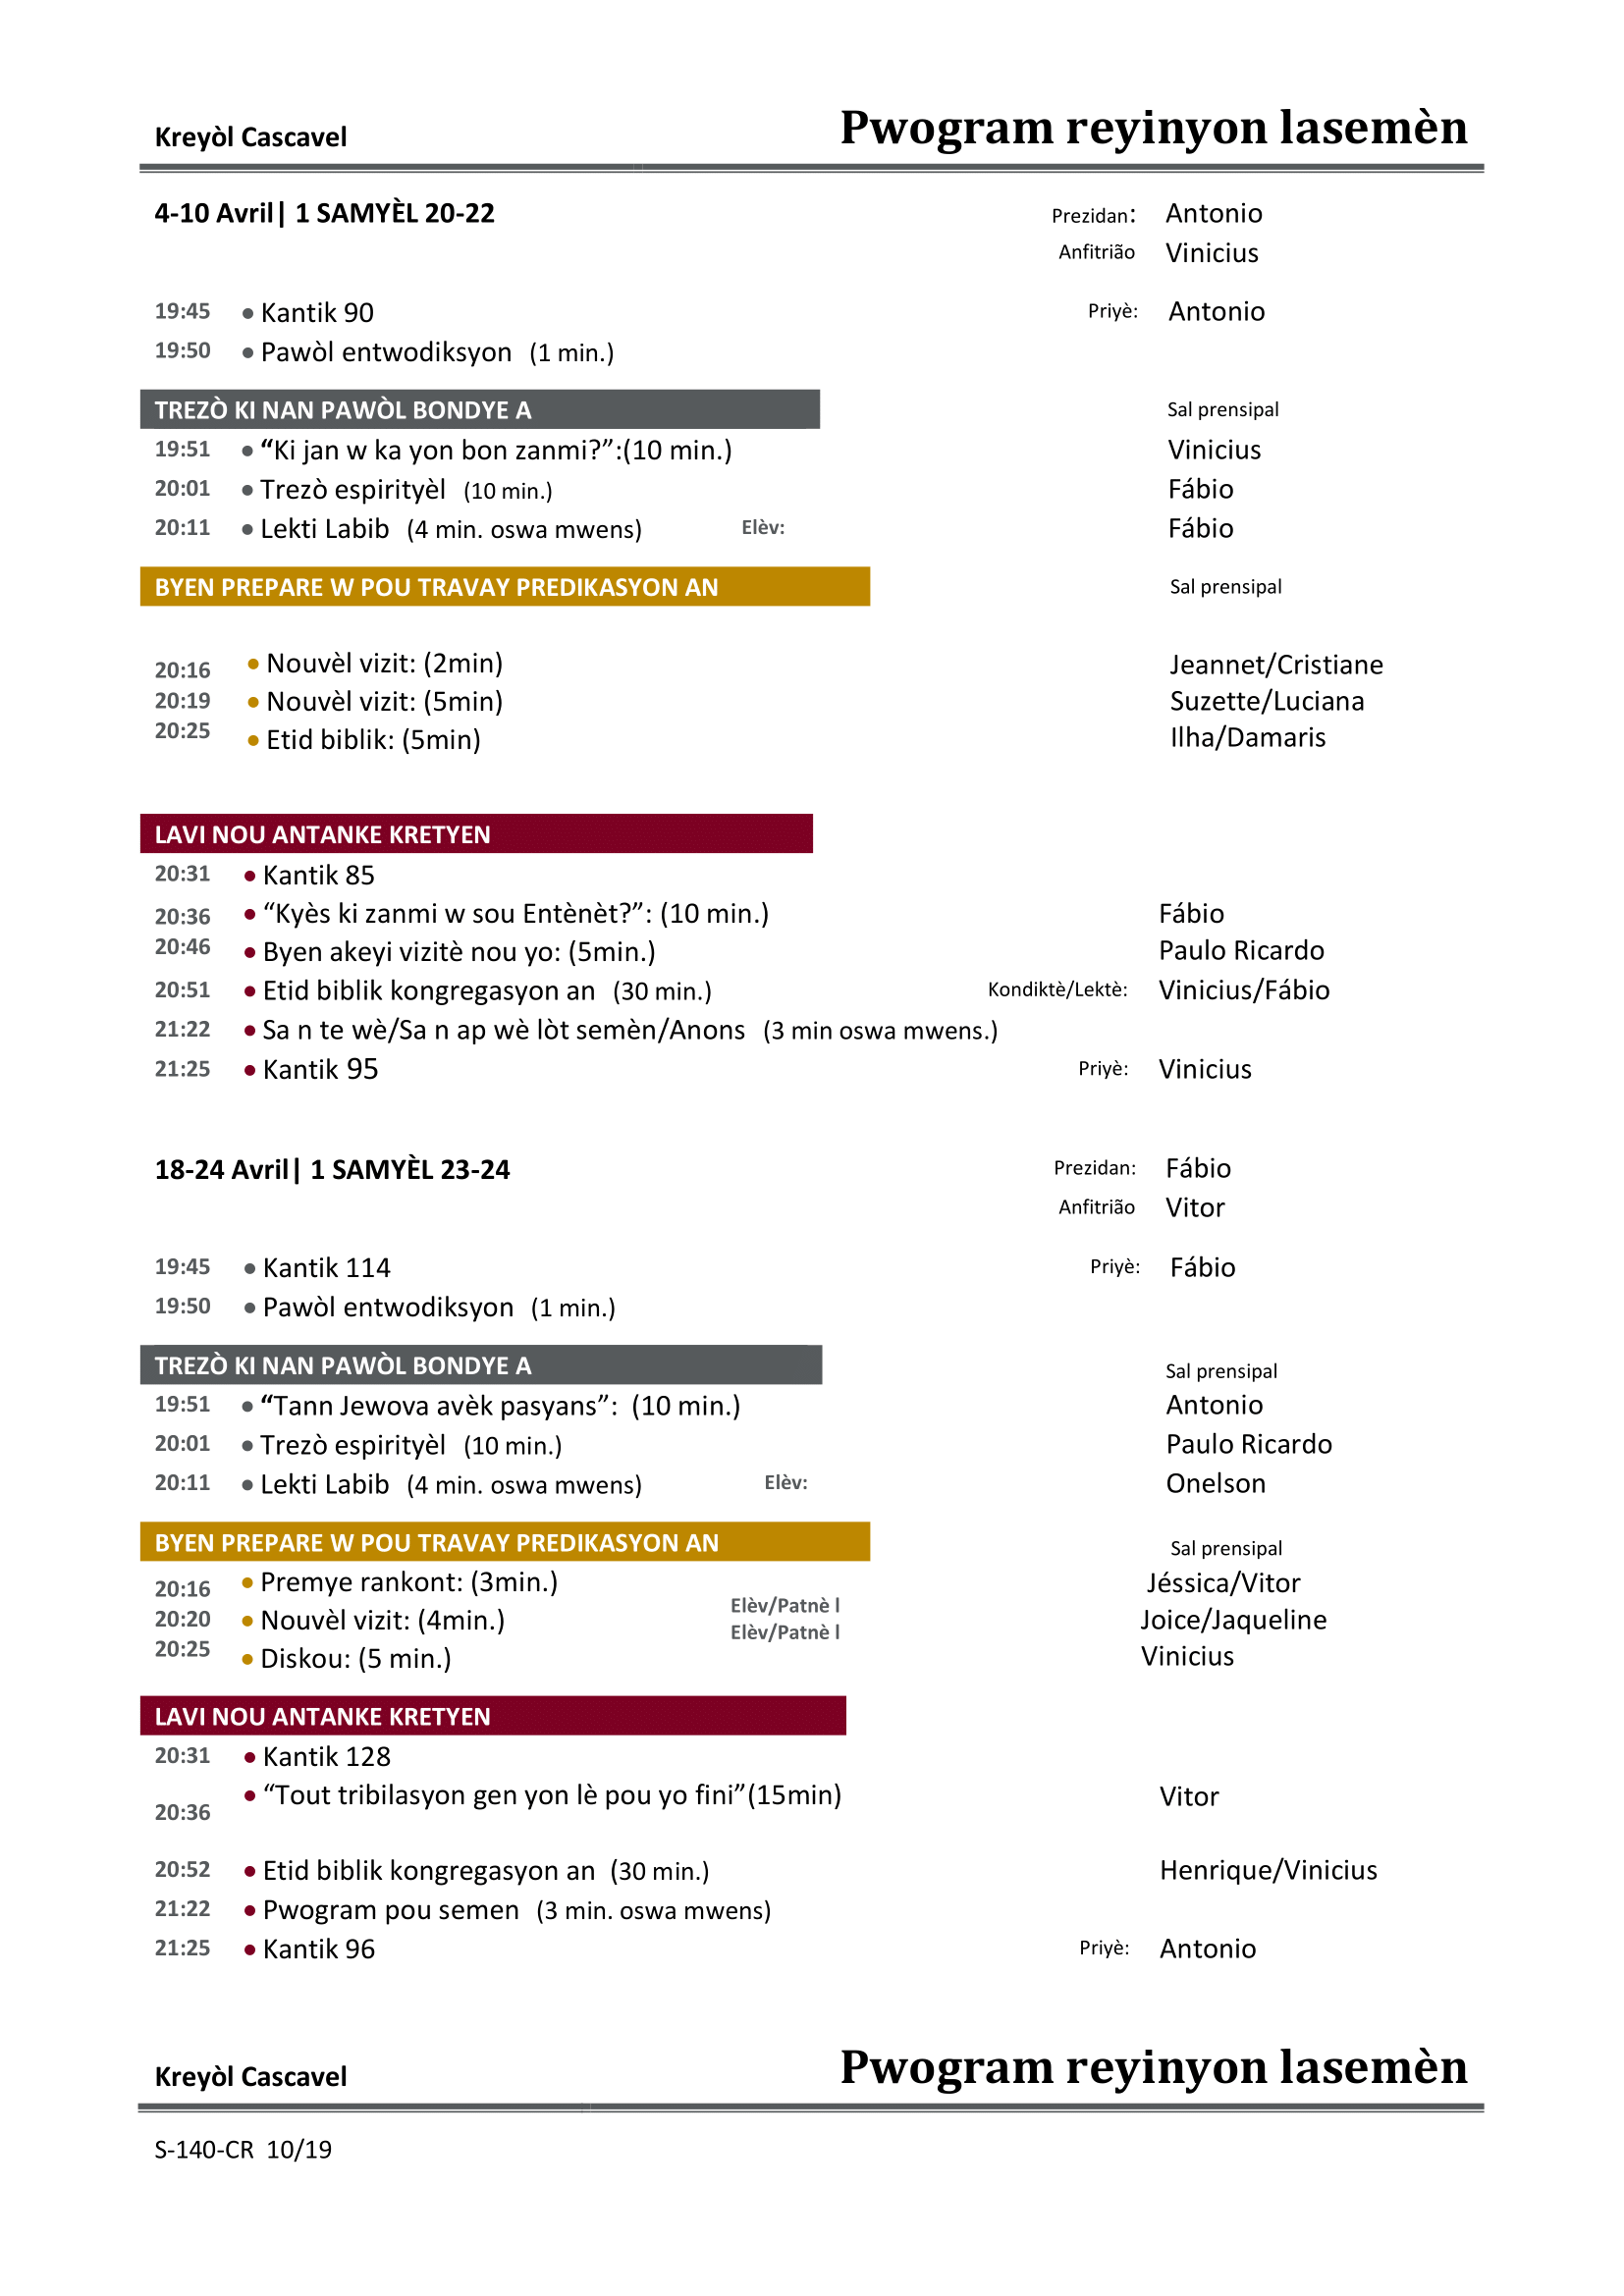 Kreyòl Cascavel Pwogram reyinyon lasemèn
4-10 Avril| 1 SAMYÈL 20-22 Prezidan: Antonio
Anfitrião Vinicius
19:45 • Kantik 90 Priyè: Antonio
19:50 • Pawòl entwodiksyon (1 min.)
TREZÒ KI NAN PAWÒL BONDYE A Sal prensipal
19:51 • “Ki jan w ka yon bon zanmi?”:(10 min.) Vinicius
20:01 • Trezò espirityèl (10 min.) Fábio
20:11 • Lekti Labib (4 min. oswa mwens) Elèv: Fábio
BYEN PREPARE W POU TRAVAY PREDIKASYON AN Sal prensipal
20:16 • Nouvèl vizit: (2min) Jeannet/Cristiane
20:19 • Nouvèl vizit: (5min) Suzette/Luciana
20:25 • Etid biblik: (5min) Ilha/Damaris
LAVI NOU ANTANKE KRETYEN
20:31 • Kantik 85
20:36 • “Kyès ki zanmi w sou Entènèt?”: (10 min.) Fábio
20:46 • Byen akeyi vizitè nou yo: (5min.) Paulo Ricardo
20:51 • Etid biblik kongregasyon an (30 min.) Kondiktè/Lektè: Vinicius/Fábio
21:22 • Sa n te wè/Sa n ap wè lòt semèn/Anons (3 min oswa mwens.)
21:25 • Kantik 95 Priyè: Vinicius
18-24 Avril| 1 SAMYÈL 23-24 Prezidan: Fábio
Anfitrião Vitor
19:45 • Kantik 114 Priyè: Fábio
19:50 • Pawòl entwodiksyon (1 min.)
TREZÒ KI NAN PAWÒL BONDYE A Sal prensipal
19:51 • “Tann Jewova avèk pasyans”: (10 min.) Antonio
20:01 • Trezò espirityèl (10 min.) Paulo Ricardo
20:11 • Lekti Labib (4 min. oswa mwens) Elèv: Onelson
BYEN PREPARE W POU TRAVAY PREDIKASYON AN Sal prensipal
20:16 • Premye rankont: (3min.) Elèv/Patnè l Jéssica/Vitor
20:20 • Nouvèl vizit: (4min.) Elèv/Patnè l Joice/Jaqueline
20:25 • Diskou: (5 min.) Vinicius
LAVI NOU ANTANKE KRETYEN
20:31 • Kantik 128
20:36 • “Tout tribilasyon gen yon lè pou yo fini”(15min) Vitor
20:52 • Etid biblik kongregasyon an (30 min.) Henrique/Vinicius
21:22 • Pwogram pou semen (3 min. oswa mwens)
21:25 • Kantik 96 Priyè: Antonio
Kreyòl Cascavel Pwogram reyinyon lasemèn
S-140-CR 10/19